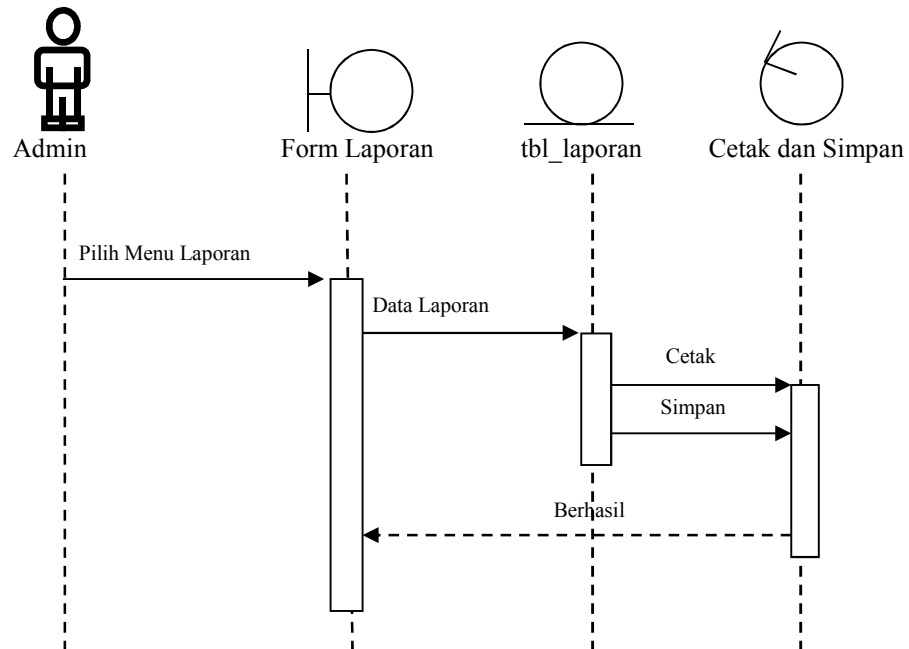 Admin
Form Laporan
tbl_laporan
Cetak dan Simpan
Pilih Menu Laporan
Data Laporan
Cetak
Simpan
Berhasil